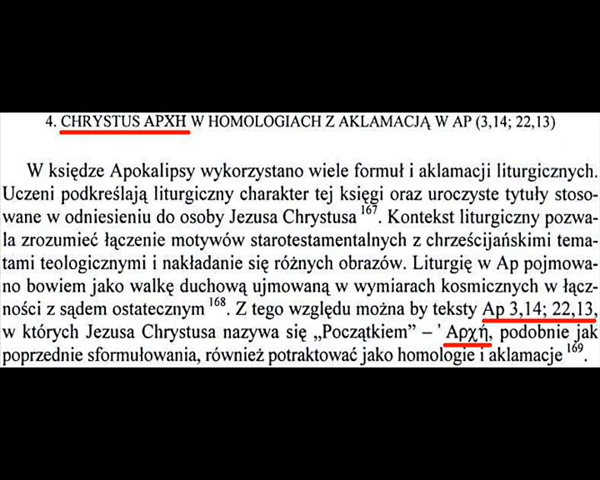 4. CHRYSTUS ΑΡΧΗ W HOMOLOGIACH Z AKLAMACJĄ W AP (3,14; 22,13)
W księdze Apokalipsy wykorzystano wiele formuł i aklamacji liturgicznych.
Uczeni podkreślają liturgiczny charakter tej księgi oraz uroczyste tytuły stoso-
wane w odniesieniu do osoby Jezusa Chrystusa 167. Kontekst liturgiczny pozwa-
la zrozumieć łączenie motywów starotestamentalnych z chrześcijańskimi tema-
tami teologicznymi i nakładanie się różnych obrazów. Liturgię w Ap pojmowa-
no bowiem jako walkę duchową ujmowaną w wymiarach kosmicznych w łącz-
ności z sądem ostatecznym 168. Z tego względu można by teksty Ap 3,14; 22,13,
w których Jezusa Chrystusa nazywa się „Początkiem” – ' Αρχή, podobnie jak
poprzednie sformułowania, również potraktować jako homologie i aklamacje 169.